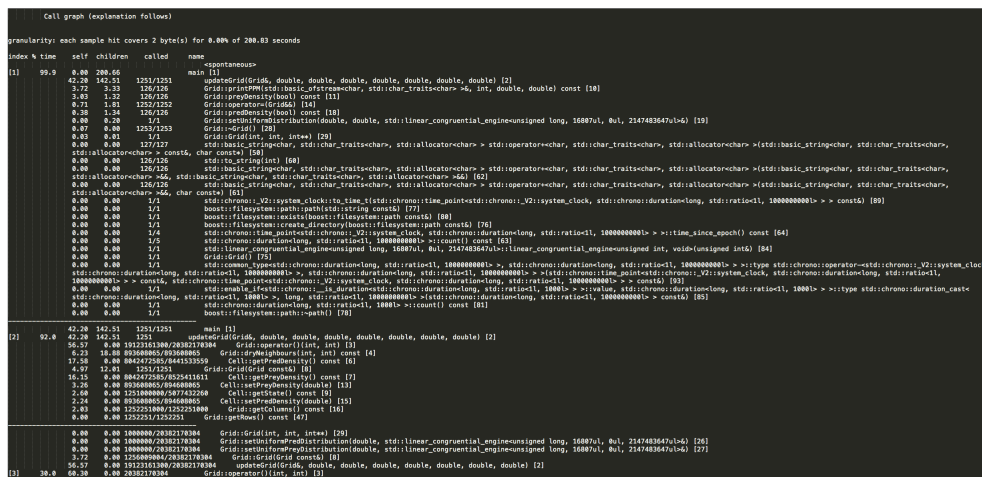 Call graph (explanation follows)
granularity: each sample hit covers 2 byte(s) for 0.00% of 200.83 seconds
index % time self children called name
<spontaneous>
[1] 99.9 0.00 200.66 main [1]
42.20 142.51 1251/1251 updateGrid(Grid&, double, double, double, double, double, double, double) [2]
3.72 3.33 126/126 Grid::printPPM(std::basic_ofstream<char, std::char_traits<char> >&, int, double, double) const [10]
3.03 1.32 126/126 Grid::preyDensity(bool) const [11]
0.71 1.81 1252/1252 Grid::operator=(Grid&&) [14]
0.38 1.34 126/126 Grid::predDensity(bool) const [18]
0.00 0.20 1/1 Grid::setUniformDistribution(double, double, std::linear_congruential_engine<unsigned long, 16807ul, 0ul, 2147483647ul>&) [19]
0.07 0.00 1253/1253 Grid::~Grid() [28]
0.03 0.01 1/1 Grid::Grid(int, int, int**) [29]
0.00 0.00 127/127 std::basic_string<char, std::char_traits<char>, std::allocator<char> > std::operator+<char, std::char_traits<char>, std::allocator<char> >(std::basic_string<char, std::char_traits<char>,
std::allocator<char> > const&, char const*) [50]
0.00 0.00 126/126 std::to_string(int) [60]
0.00 0.00 126/126 std::basic_string<char, std::char_traits<char>, std::allocator<char> > std::operator+<char, std::char_traits<char>, std::allocator<char> >(std::basic_string<char, std::char_traits<char>,
std::allocator<char> >&&, std::basic_string<char, std::char_traits<char>, std::allocator<char> >&&) [62]
0.00 0.00 126/126 std::basic_string<char, std::char_traits<char>, std::allocator<char> > std::operator+<char, std::char_traits<char>, std::allocator<char> >(std::basic_string<char, std::char_traits<char>,
std::allocator<char> >&&, char const*) [61]
0.00 0.00 1/1 std::chrono::_V2::system_clock::to_time_t(std::chrono::time_point<std::chrono::_V2::system_clock, std::chrono::duration<long, std::ratio<1l, 1000000000l> > > const&) [89]
0.00 0.00 1/1 boost::filesystem::path::path(std::string const&) [77]
0.00 0.00 1/1 boost::filesystem::exists(boost::filesystem::path const&) [80]
0.00 0.00 1/1 boost::filesystem::create_directory(boost::filesystem::path const&) [76]
0.00 0.00 1/4 std::chrono::time_point<std::chrono::_V2::system_clock, std::chrono::duration<long, std::ratio<1l, 1000000000l> > >::time_since_epoch() const [64]
0.00 0.00 1/5 std::chrono::duration<long, std::ratio<1l, 1000000000l> >::count() const [63]
0.00 0.00 1/1 std::linear_congruential_engine<unsigned long, 16807ul, 0ul, 2147483647ul>::linear_congruential_engine<unsigned int, void>(unsigned int&) [84]
0.00 0.00 1/1 Grid::Grid() [75]
0.00 0.00 1/1 std::common_type<std::chrono::duration<long, std::ratio<1l, 1000000000l> >, std::chrono::duration<long, std::ratio<1l, 1000000000l> > >::type std::chrono::operator-<std::chrono::_V2::system_cloc
std::chrono::duration<long, std::ratio<1l, 1000000000l> >, std::chrono::duration<long, std::ratio<1l, 1000000000l> > >(std::chrono::time_point<std::chrono::_V2::system_clock, std::chrono::duration<long, std::ratio<1l,
1000000000l> > > const&, std::chrono::time_point<std::chrono::_V2::system_clock, std::chrono::duration<long, std::ratio<1l, 1000000000l> > > const&) [93]
0.00 0.00 1/1 std::enable_if<std::chrono::__is_duration<std::chrono::duration<long, std::ratio<1l, 1000l> > >::value, std::chrono::duration<long, std::ratio<1l, 1000l> > >::type std::chrono::duration_cast<
std::chrono::duration<long, std::ratio<1l, 1000l> >, long, std::ratio<1l, 1000000000l> >(std::chrono::duration<long, std::ratio<1l, 1000000000l> > const&) [85]
0.00 0.00 1/1 std::chrono::duration<long, std::ratio<1l, 1000l> >::count() const [81]
0.00 0.00 1/1 boost::filesystem::path::~path() [78]
-----------------------------------------------
42.20 142.51 1251/1251 main [1]
[2] 92.0 42.20 142.51 1251 updateGrid(Grid&, double, double, double, double, double, double, double) [2]
56.57 0.00 19123161300/20382170304 Grid::operator()(int, int) [3]
6.23 18.88 893608065/893608065 Grid::dryNeighbours(int, int) const [4]
17.58 0.00 8042472585/8441533559 Cell::getPredDensity() const [6]
4.97 12.01 1251/1251 Grid::Grid(Grid const&) [8]
16.15 0.00 8042472585/8525411611 Cell::getPreyDensity() const [7]
3.26 0.00 893608065/894608065 Cell::setPreyDensity(double) [13]
2.60 0.00 1251000000/5077432260 Cell::getState() const [9]
2.24 0.00 893608065/894608065 Cell::setPredDensity(double) [15]
2.03 0.00 1252251000/1252251000 Grid::getColumns() const [16]
0.00 0.00 1252251/1252251 Grid::getRows() const [47]
-----------------------------------------------
0.00 0.00 1000000/20382170304 Grid::Grid(int, int, int**) [29]
0.00 0.00 1000000/20382170304 Grid::setUniformPredDistribution(double, std::linear_congruential_engine<unsigned long, 16807ul, 0ul, 2147483647ul>&) [26]
0.00 0.00 1000000/20382170304 Grid::setUniformPreyDistribution(double, std::linear_congruential_engine<unsigned long, 16807ul, 0ul, 2147483647ul>&) [27]
3.72 0.00 1256009004/20382170304 Grid::Grid(Grid const&) [8]
56.57 0.00 19123161300/20382170304 updateGrid(Grid&, double, double, double, double, double, double, double) [2]
[3] 30.0 60.30 0.00 20382170304 Grid::operator()(int, int) [3]